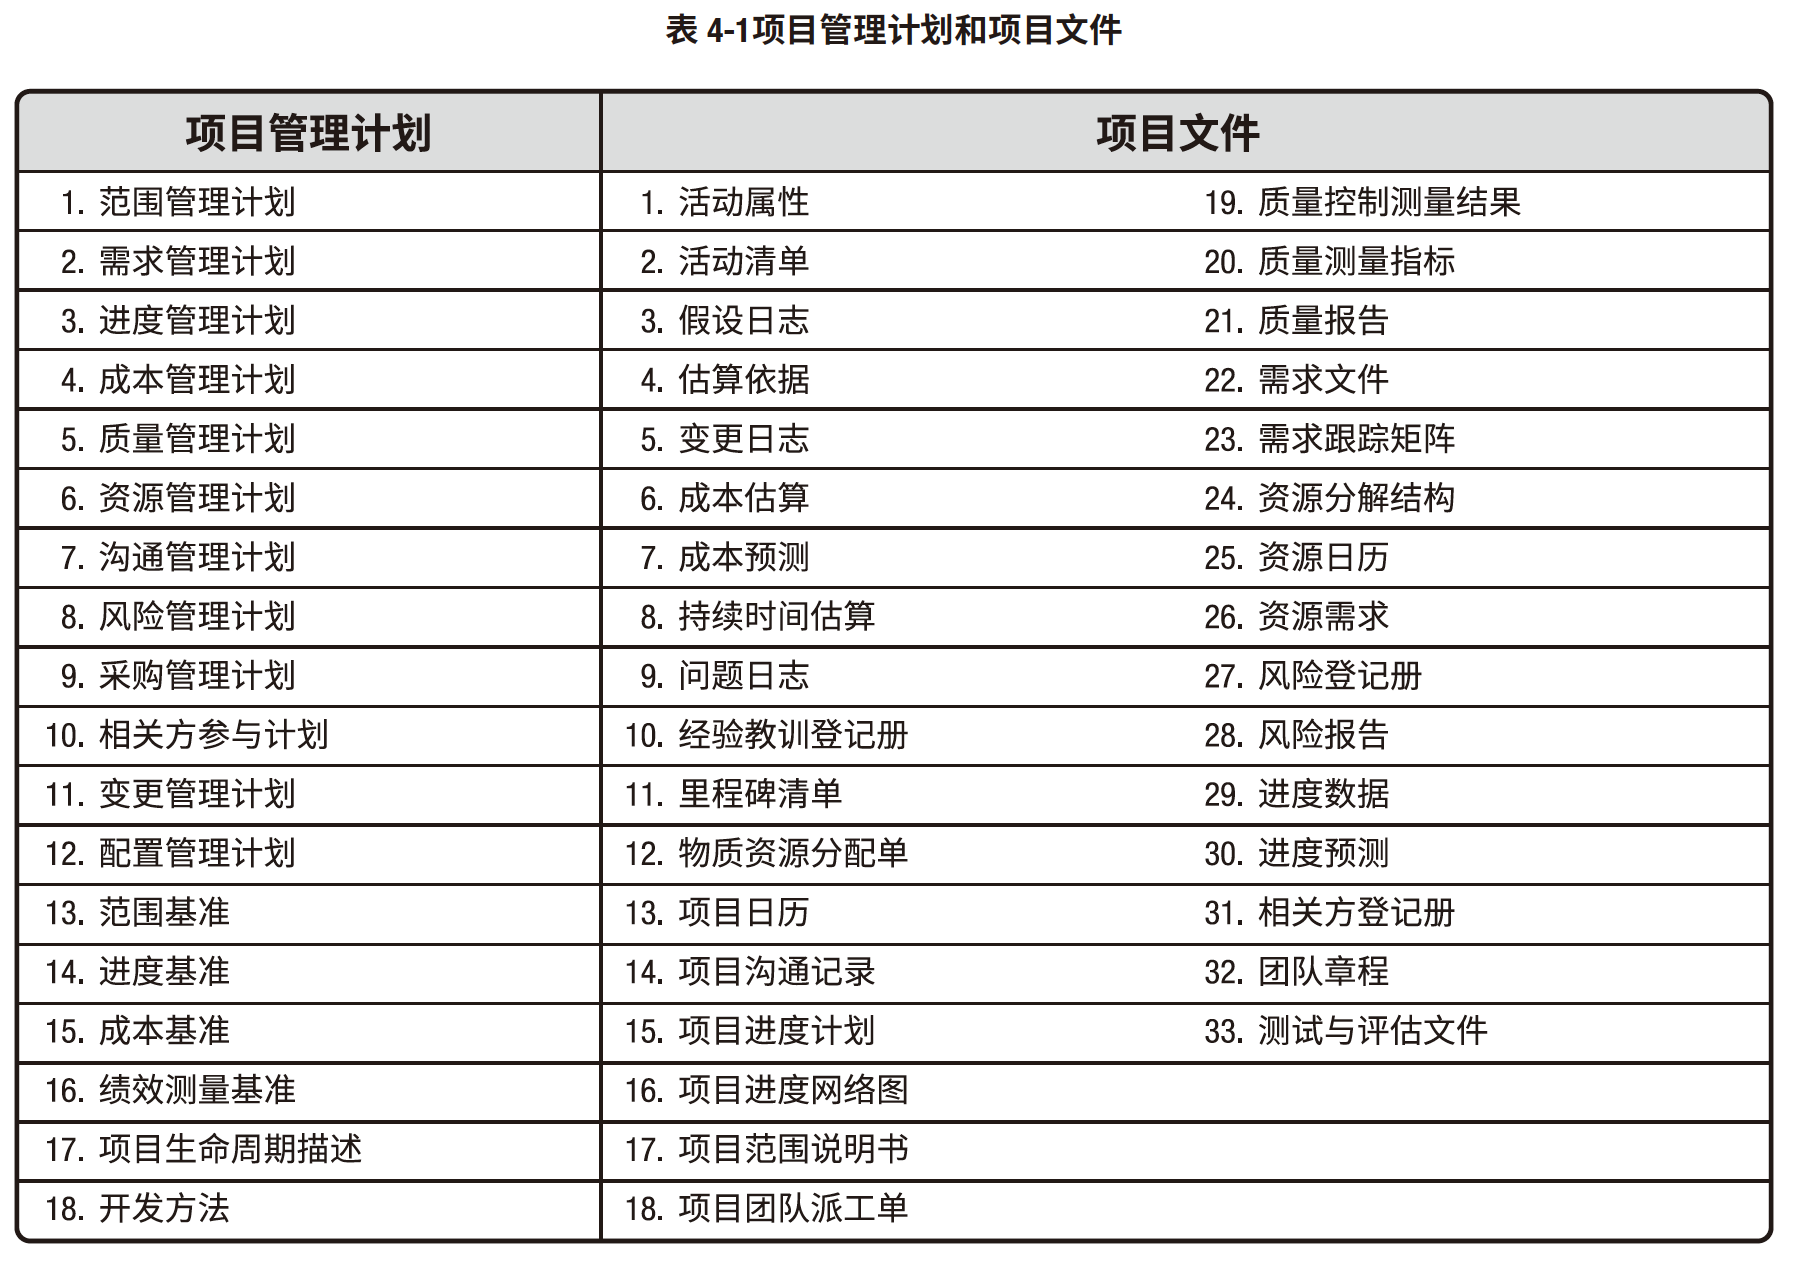 表 4-1项目管理计划和项目文件
项目管理计划 项目文件
1. 范围管理计划 1. 活动属性 19. 质量控制测量结果
2. 需求管理计划 2. 活动清单 20. 质量测量指标
3. 进度管理计划 3. 假设日志 21. 质量报告
4. 成本管理计划 4. 估算依据 22. 需求文件
5. 质量管理计划 5. 变更日志 23. 需求跟踪矩阵
6. 资源管理计划 6. 成本估算 24. 资源分解结构
7. 沟通管理计划 7. 成本预测 25. 资源日历
8. 风险管理计划 8. 持续时间估算 26. 资源需求
9. 采购管理计划 9. 问题日志 27. 风险登记册
10. 相关方参与计划 10. 经验教训登记册 28. 风险报告
11. 变更管理计划 11. 里程碑清单 29. 进度数据
12. 配置管理计划 12. 物质资源分配单 30. 进度预测
13. 范围基准 13. 项目日历 31. 相关方登记册
14. 进度基准 14. 项目沟通记录 32. 团队章程
15. 成本基准 15. 项目进度计划 33. 测试与评估文件
16. 绩效测量基准 16. 项目进度网络图
17. 项目生命周期描述 17. 项目范围说明书
18. 开发方法 18. 项目团队派工单